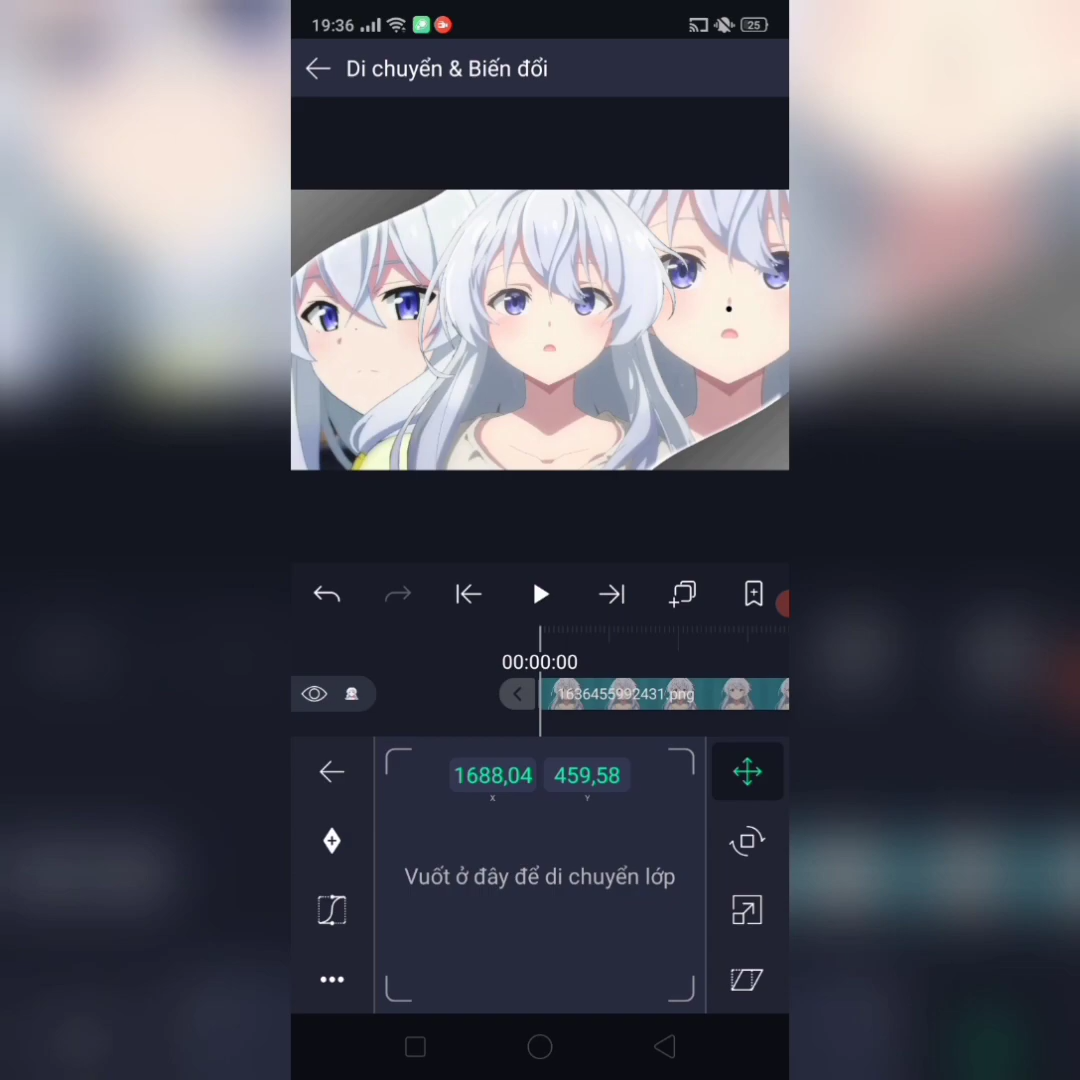 19:36
25
Di chuyển & Biến đổi
00:00:00
1636455992431.png
1688,04 459,58
X Y
Vuốt ở đây để di chuyển lớp